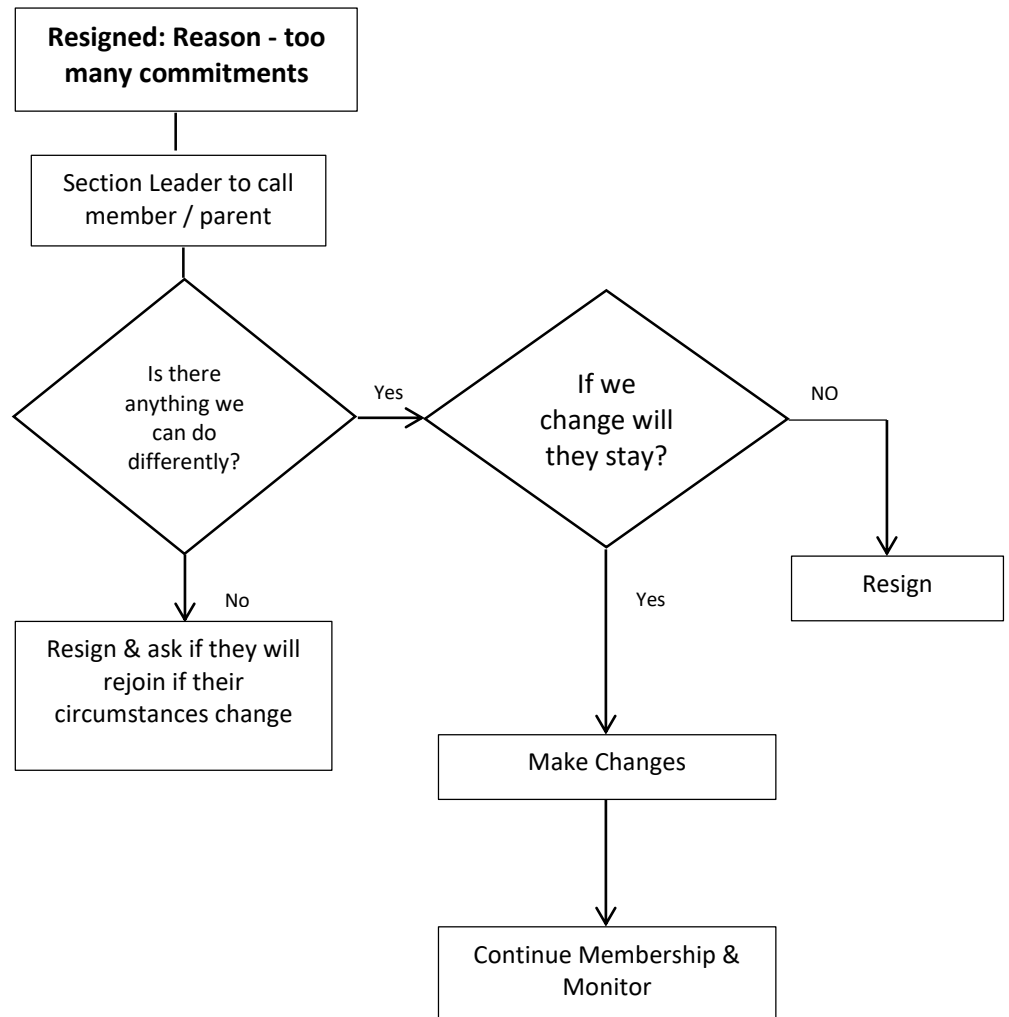 Resigned: Reason - too
many commitments
Section Leader to call
member / parent
Is there
anything we
can do
differently?
Yes
If we
change will
they stay?
NO
Resign
No
Resign & ask if they will
rejoin if their
circumstances change
Yes
Make Changes
Continue Membership &
Monitor